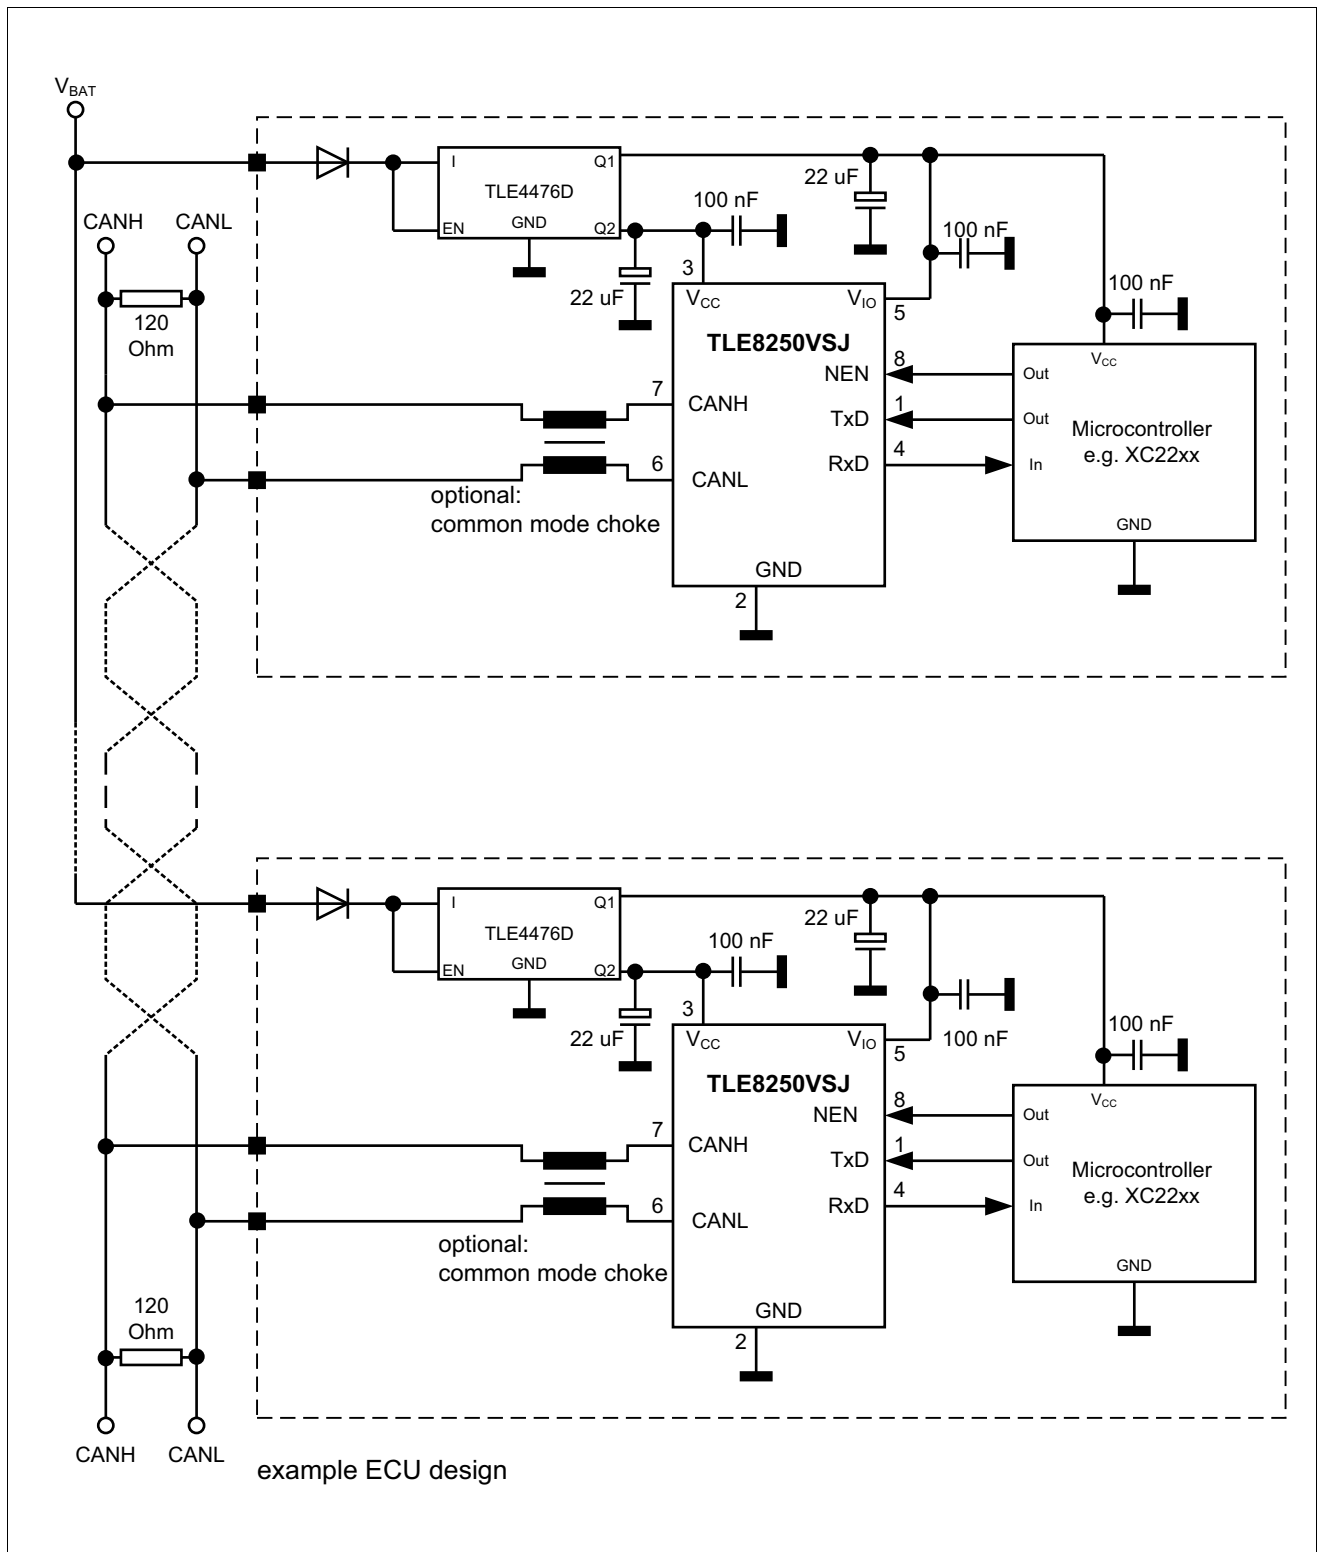 VBAT
CANH
CANL
120
Ohm
I
Q1
TLE4476D
EN
GND
Q2
22 uF
100 nF
22 uF
100 nF
100 nF
3
VCC
VIO
5
TLE8250VSJ
NEN
8
TxD
1
RxD
4
7
CANH
6
CANL
GND
2
optional:
common mode choke
VCC
Out
Out
In
Microcontroller
e.g. XC22xx
GND
I
Q1
TLE4476D
EN
GND
Q2
22 uF
100 nF
22 uF
100 nF
100 nF
3
VCC
VIO
5
TLE8250VSJ
NEN
8
TxD
1
RxD
4
7
CANH
6
CANL
GND
2
optional:
common mode choke
VCC
Out
Out
In
Microcontroller
e.g. XC22xx
GND
120
Ohm
CANH
CANL
example ECU design